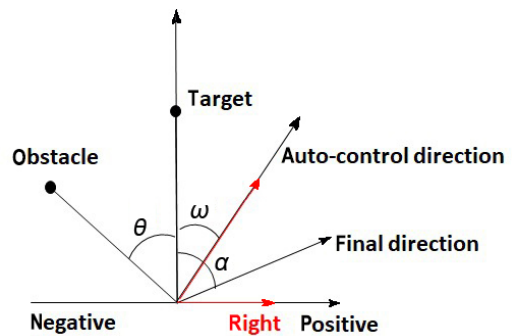 Target
Obstacle
Auto-control direction
θ
ω
α
Final direction
Negative
Right
Positive